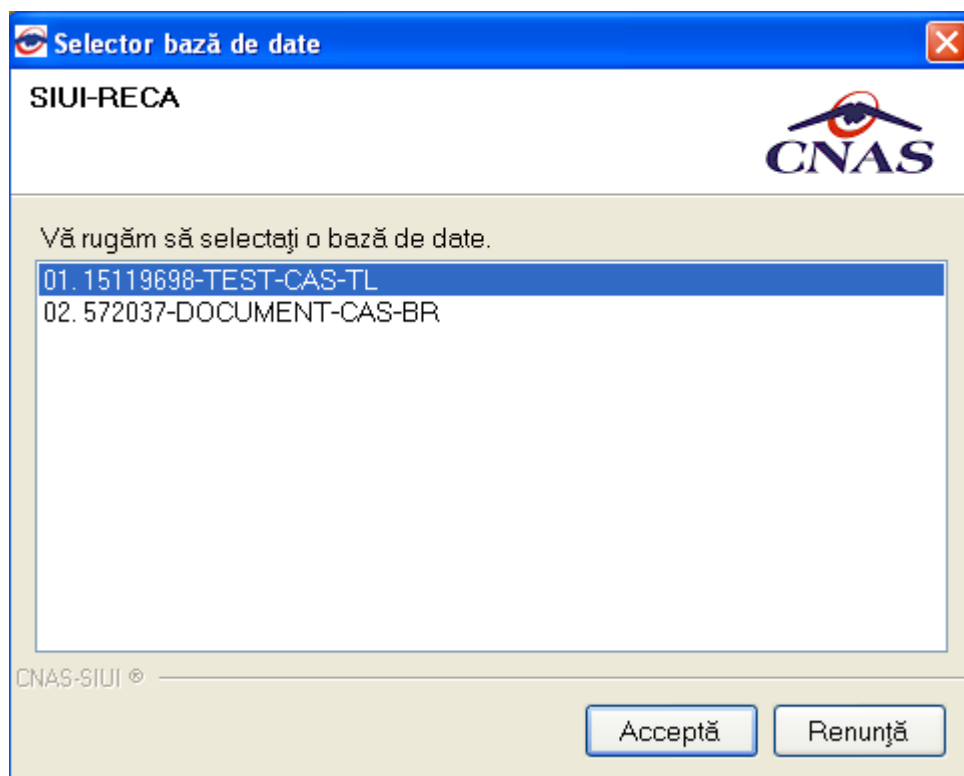 Selector bază de date
SIUI-RECA
CNAS
Vă rugăm să selectaţi o bază de date.
01. 15119698-TEST-CAS-TL
02. 572037-DOCUMENT-CAS-BR
CNAS-SIUI ®
Acceptă
Renunţă